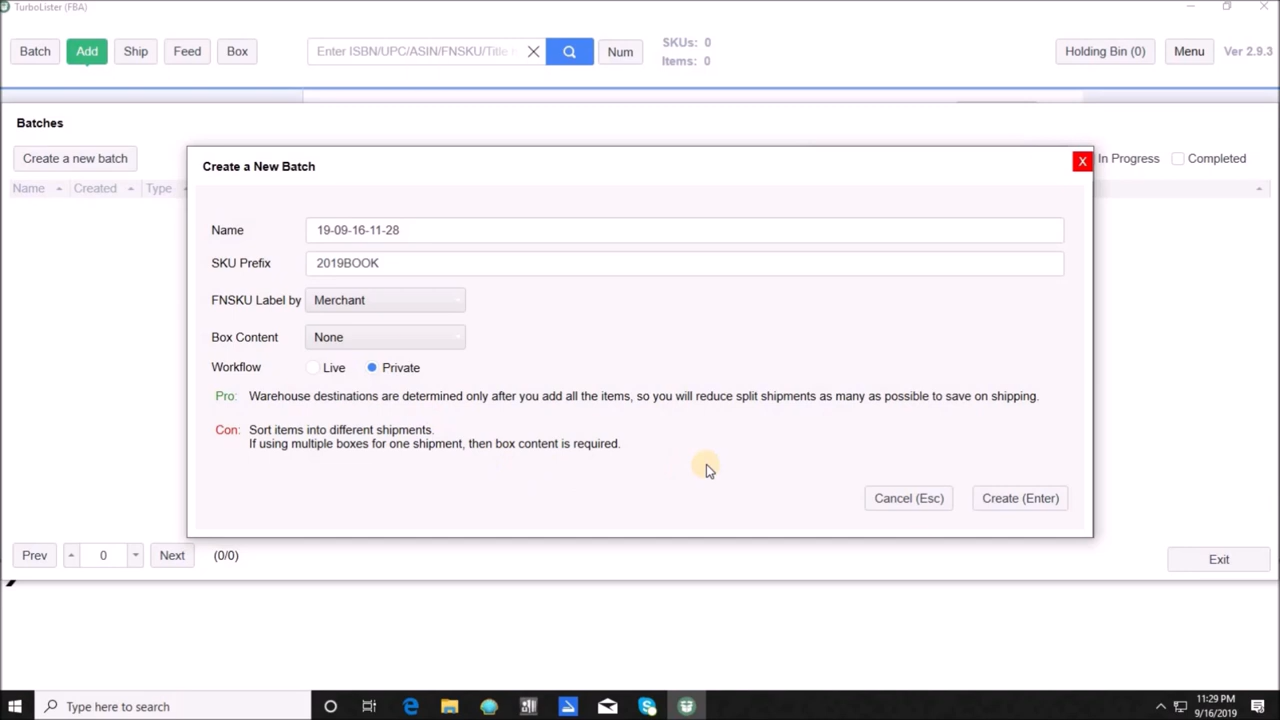 TurboLister (FBA)
Batch Add Ship Feed Box Enter ISBN/UPC/ASIN/FNSKU/Title Num SKUs: 0 Holding Bin (0) Menu Ver 2.9.3
Items: 0
Batches
Create a new batch In Progress Completed
Name Created Type
Create a New Batch X
Name 19-09-16-11-28
SKU Prefix 2019BOOK
FNSKU Label by Merchant
Box Content None
Workflow Live Private
Pro: Warehouse destinations are determined only after you add all the items, so you will reduce split shipments as many as possible to save on shipping.
Con: Sort items into different shipments.
If using multiple boxes for one shipment, then box content is required.
Cancel (Esc) Create (Enter)
Prev 0 Next (0/0) Exit
Type here to search
11:29 PM
9/16/2019